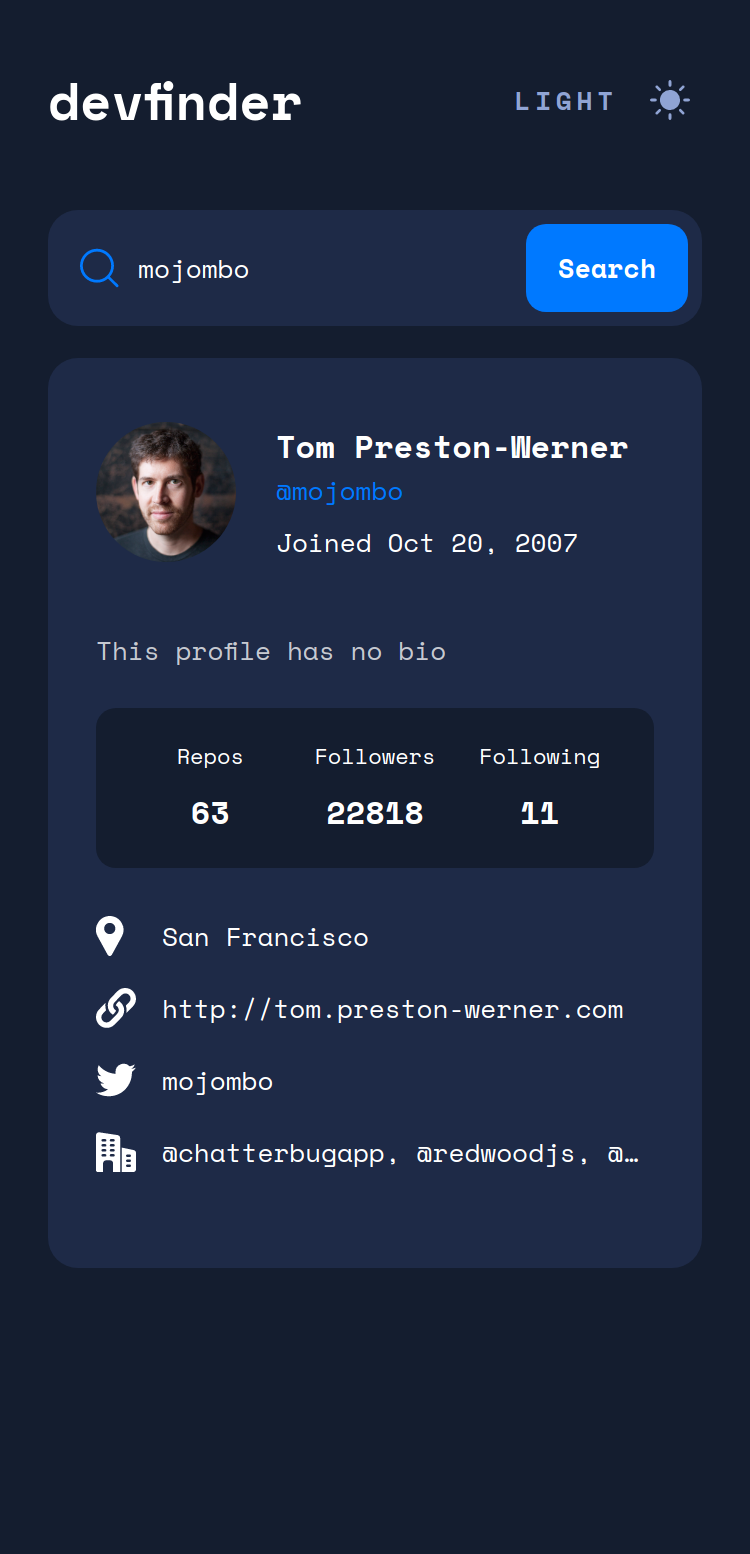 devfinder
LIGHT
mojombo
Search
Tom Preston-Werner
@mojombo
Joined Oct 20, 2007
This profile has no bio
Repos Followers Following
63 22818 11
San Francisco
http://tom.preston-werner.com
mojombo
@chatterbugapp, @redwoodjs, @…